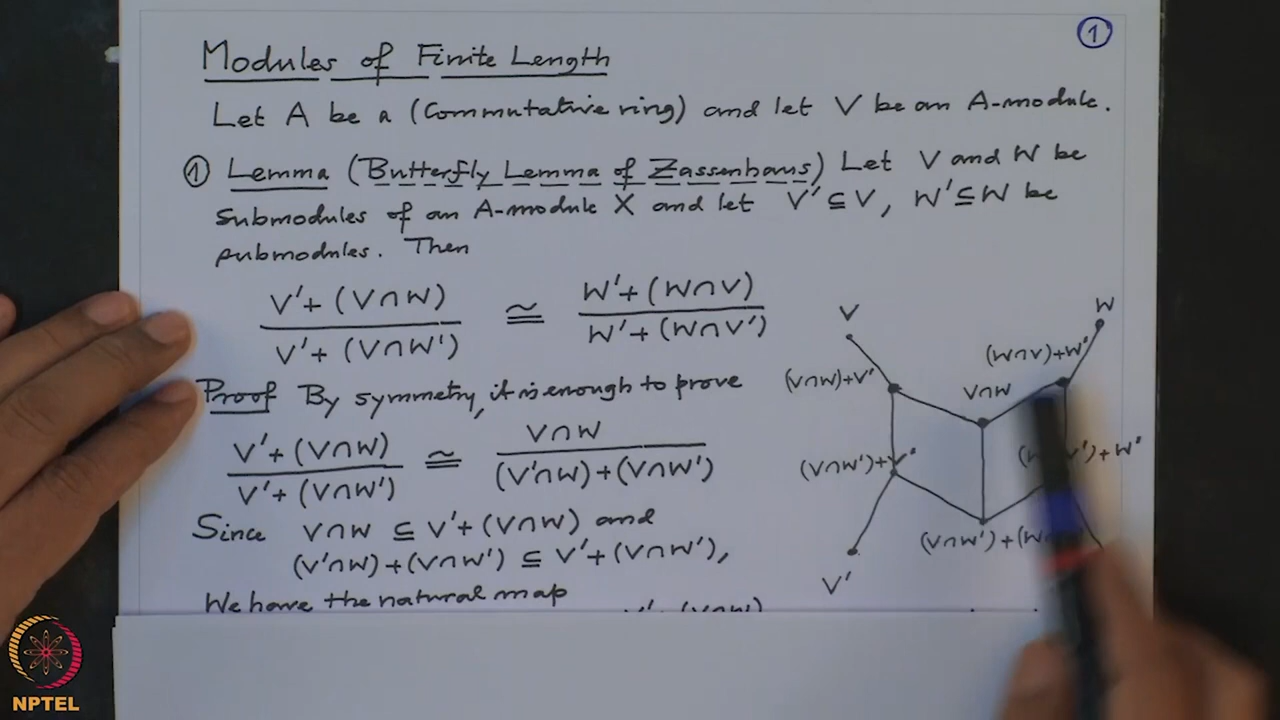 ①
Modules of Finite Length
Let A be a (Commutative ring) and let V be an A-module.
① Lemma (Butterfly Lemma of Zassenhaus) Let V and W be
submodules of an A-module X and let V' ⊆ V, W' ⊆ W be
submodules. Then
V'+(V∩W) / V'+(V∩W') ≅ W'+(W∩V) / W'+(W∩V')
Proof By symmetry, it is enough to prove
V'+(V∩W) / V'+(V∩W') ≅ V∩W / (V'∩W)+(V∩W')
Since V∩W ⊆ V'+(V∩W) and
(V'∩W)+(V∩W') ⊆ V'+(V∩W'),
We have the natural map
V'
V
W
(V∩W)+V'
V∩W
(W∩V)+W'
(V∩W')+V'
)+W'
(V∩W')+
NPTEL